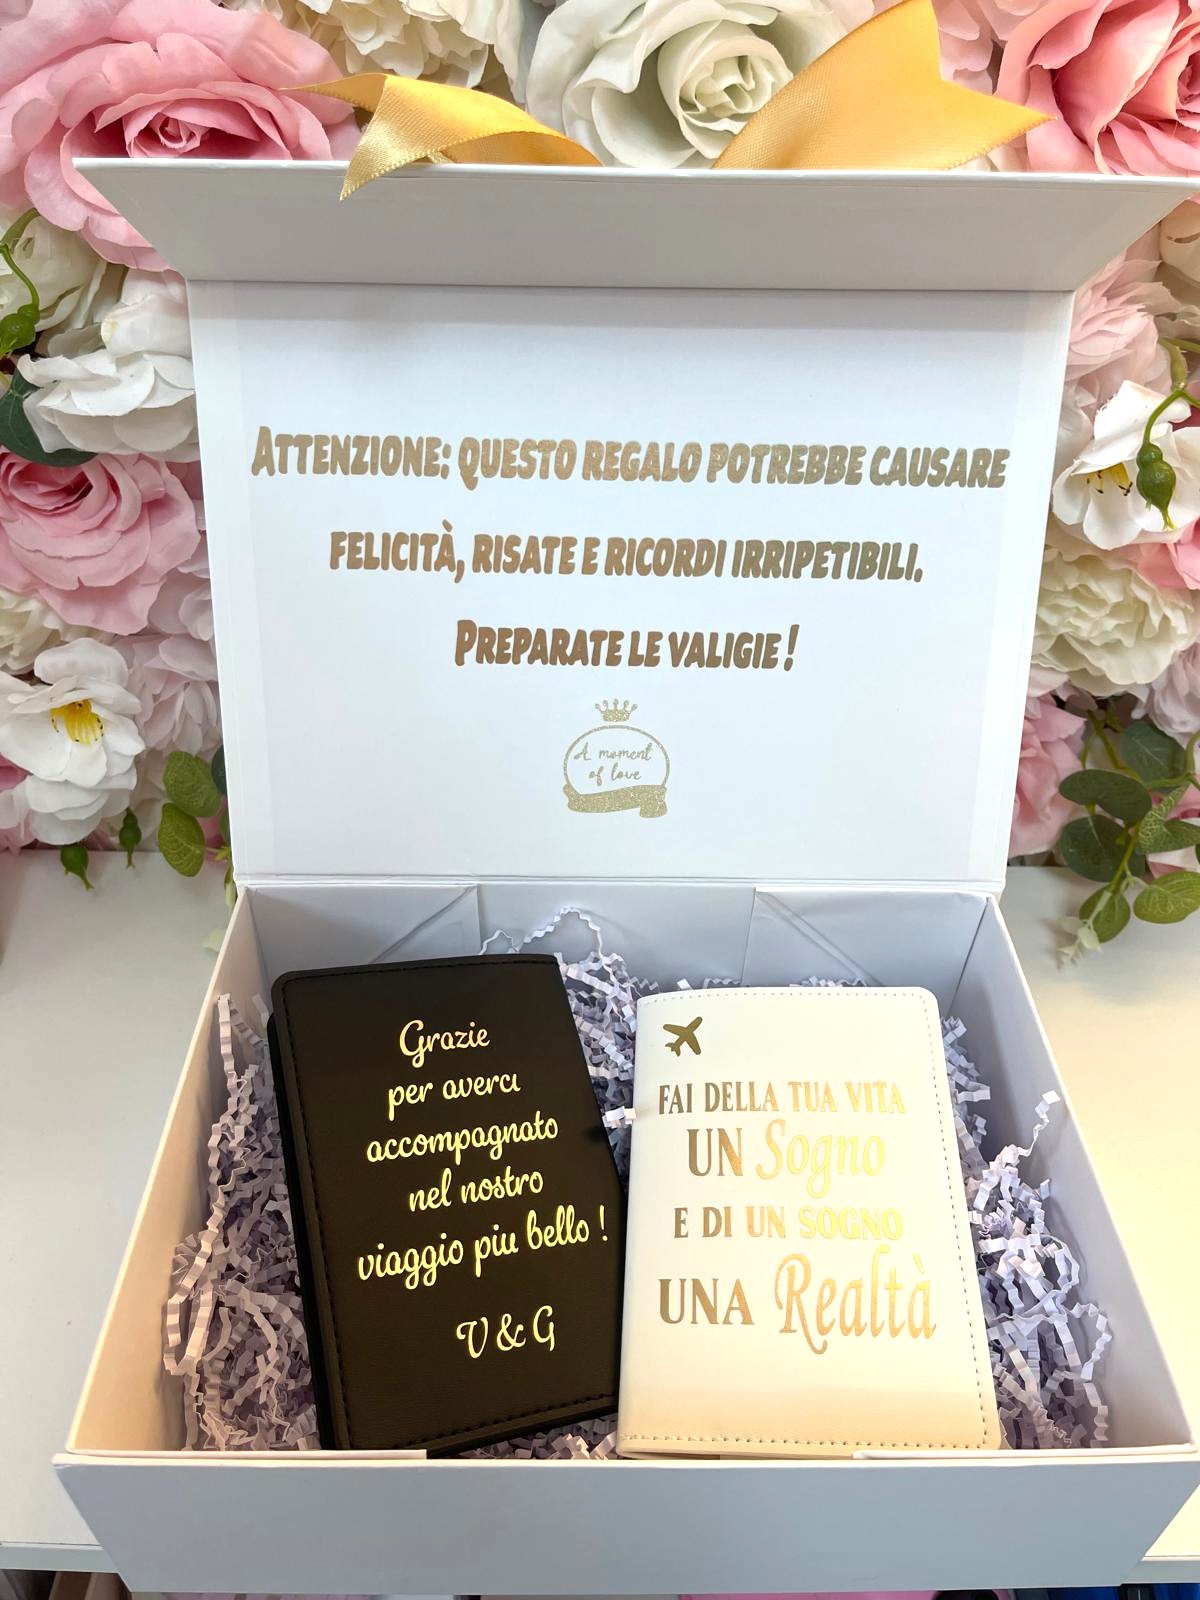 ATTENZIONE: QUESTO REGALO POTREBBE CAUSARE
FELICITÀ, RISATE E RICORDI IRRIPETIBILI.
PREPARATE LE VALIGIE !
A moment
of love
Grazie
per averci
accompagnato
nel nostro
viaggio piu bello !
V & G
FAI DELLA TUA VITA
UN Sogno
E DI UN SOGNO
UNA Realtà